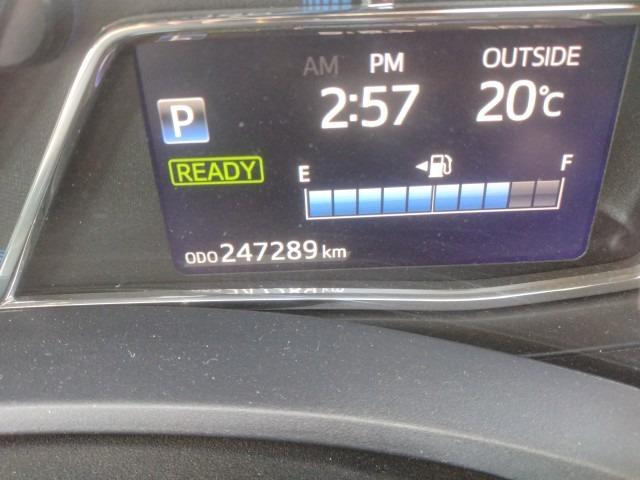 AM PM OUTSIDE
P 2:57 20℃
READY E F
ODO 247289 km